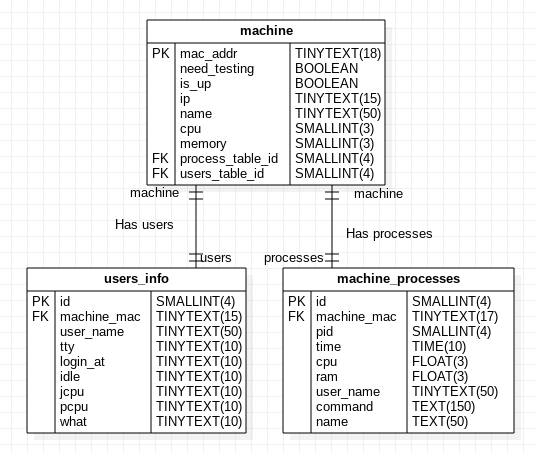 machine
PK mac_addr TINYTEXT(18)
need_testing BOOLEAN
is_up BOOLEAN
ip TINYTEXT(15)
name TINYTEXT(50)
cpu SMALLINT(3)
memory SMALLINT(3)
FK process_table_id SMALLINT(4)
FK users_table_id SMALLINT(4)
machine machine
Has users Has processes
users processes
users_info
PK id SMALLINT(4)
FK machine_mac TINYTEXT(15)
user_name TINYTEXT(50)
tty TINYTEXT(10)
login_at TINYTEXT(10)
idle TINYTEXT(10)
jcpu TINYTEXT(10)
pcpu TINYTEXT(10)
what TINYTEXT(10)
machine_processes
PK id SMALLINT(4)
FK machine_mac TINYTEXT(17)
pid SMALLINT(4)
time TIME(10)
cpu FLOAT(3)
ram FLOAT(3)
user_name TINYTEXT(50)
command TEXT(150)
name TEXT(50)